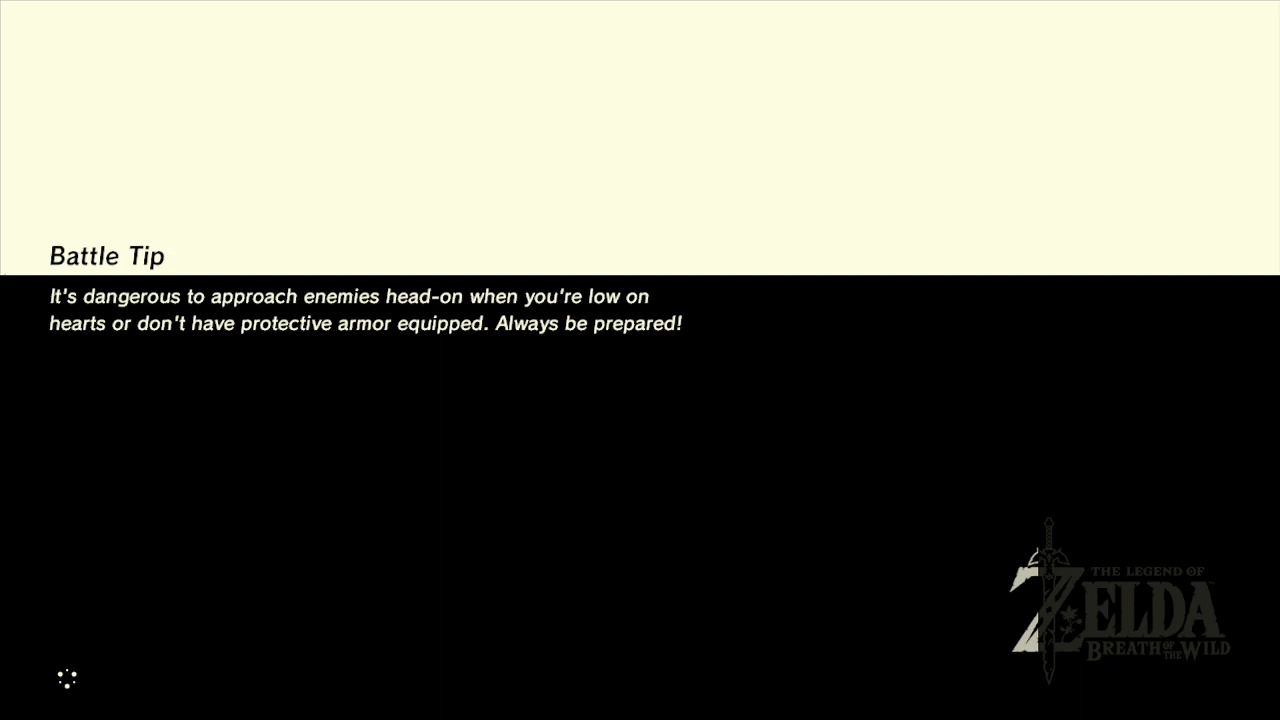 Battle Tip
It's dangerous to approach enemies head-on when you're low on
hearts or don't have protective armor equipped. Always be prepared!
THE LEGEND OF
ZELDA
BREATH OF THE WILD